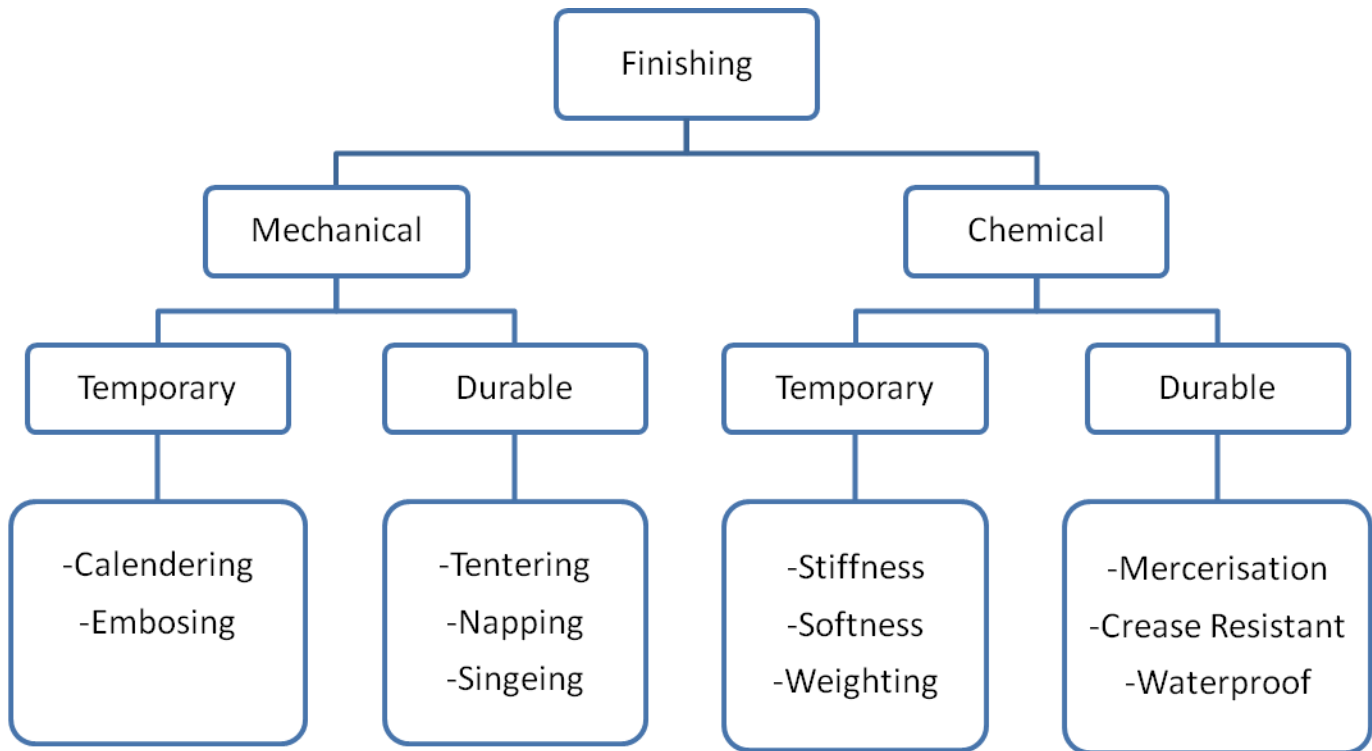 Finishing
Mechanical
Chemical
Temporary
Durable
Temporary
Durable
-Calendering
-Embosing
-Tentering
-Napping
-Singeing
-Stiffness
-Softness
-Weighting
-Mercerisation
-Crease Resistant
-Waterproof